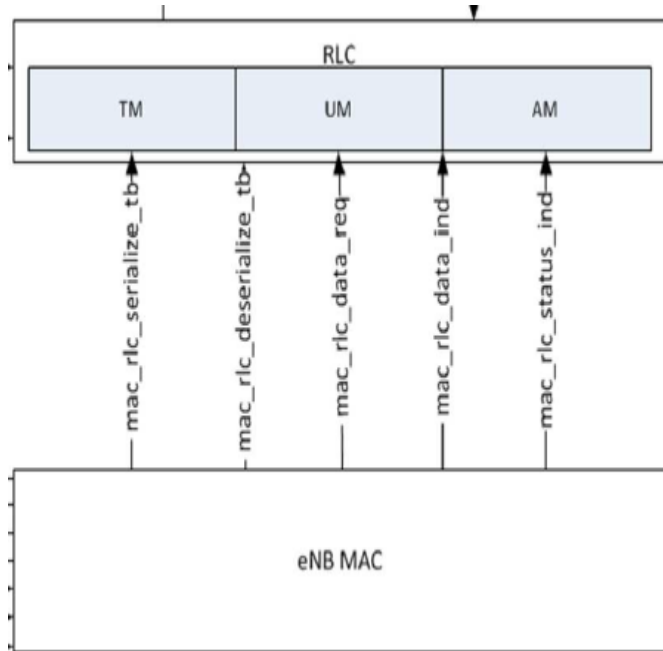 RLC
TM
UM
AM
mac_rlc_serialize_tb
mac_rlc_deserialize_tb
mac_rlc_data_req
mac_rlc_data_ind
mac_rlc_status_ind
eNB MAC